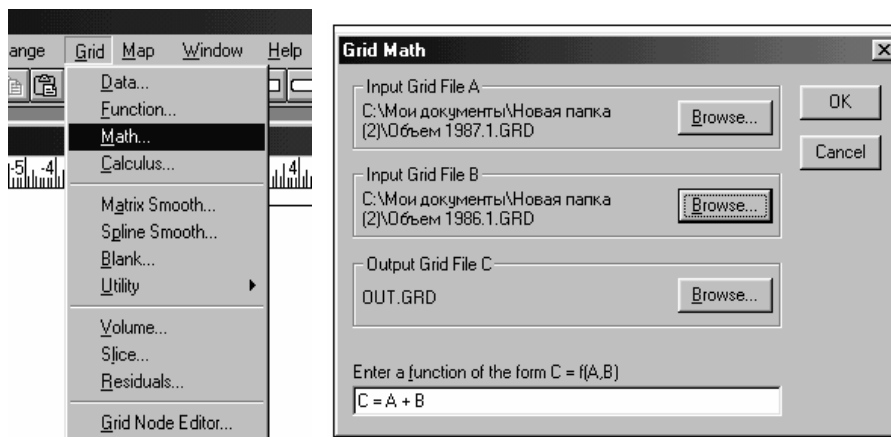 ange Grid Map Window Help
Data...
Function...
Math...
-5 -4 4
Calculus...
Matrix Smooth...
Spline Smooth...
Blank...
Utility
Volume...
Slice...
Residuals...
Grid Node Editor...
Grid Math
Input Grid File A
C:\Мои документы\Новая папка
(2)\Объем 1987.1.GRD
Browse...
OK
Cancel
Input Grid File B
C:\Мои документы\Новая папка
(2)\Объем 1986.1.GRD
Browse...
Output Grid File C
OUT.GRD
Browse...
Enter a function of the form C = f(A,B)
C = A + B